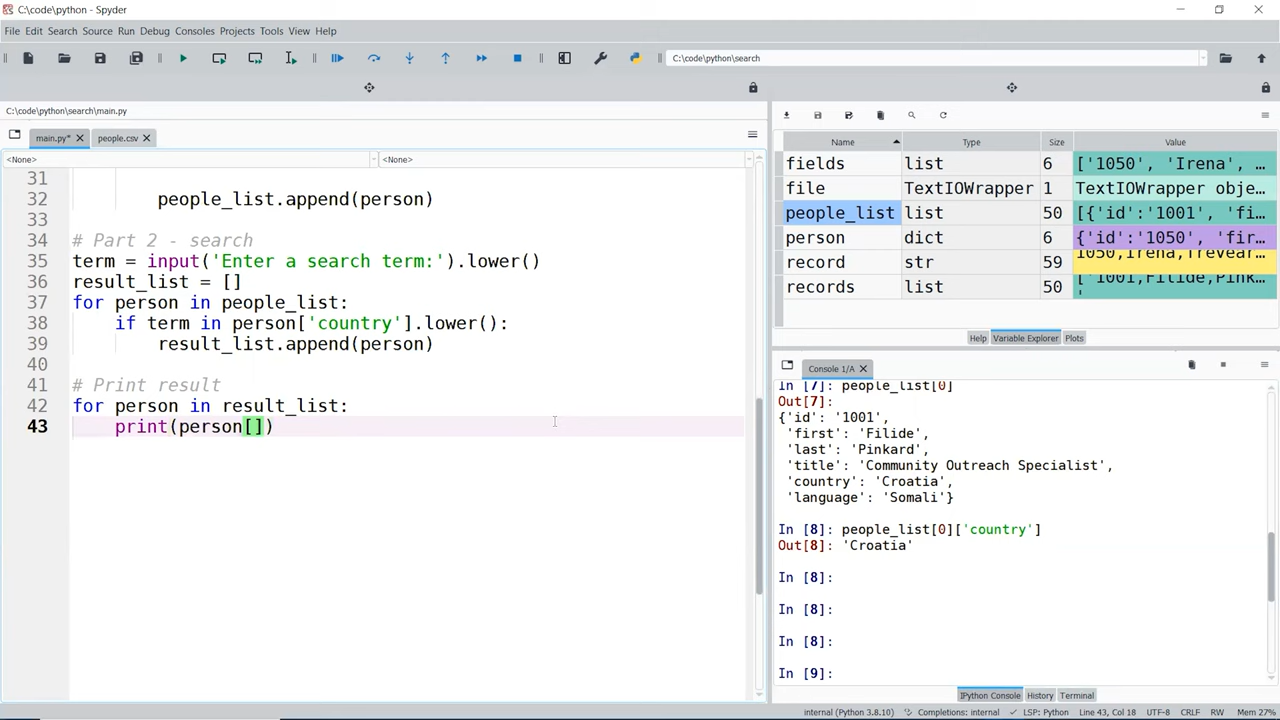 C:\code\python - Spyder
File Edit Search Source Run Debug Consoles Projects Tools View Help
C:\code\python\search
C:\code\python\search\main.py
main.py*
people.csv
<None>
<None>
31
32 people_list.append(person)
33
34 # Part 2 - search
35 term = input('Enter a search term:').lower()
36 result_list = []
37 for person in people_list:
38 if term in person['country'].lower():
39 result_list.append(person)
40
41 # Print result
42 for person in result_list:
43 print(person[])
Name Type Size Value
fields list 6 ['1050', 'Irena', …
file TextIOWrapper 1 TextIOWrapper obje…
people_list list 50 [{'id':'1001', 'fi…
person dict 6 {'id':'1050', 'fir…
record str 59 1050,Irena,Trevear…
records list 50 ['1001,Filide,Pink…
Help Variable Explorer Plots
Console 1/A
In [7]: people_list[0]
Out[7]:
{'id': '1001',
'first': 'Filide',
'last': 'Pinkard',
'title': 'Community Outreach Specialist',
'country': 'Croatia',
'language': 'Somali'}
In [8]: people_list[0]['country']
Out[8]: 'Croatia'
In [8]:
In [8]:
In [8]:
In [9]:
IPython Console History Terminal
internal (Python 3.8.10) Completions: internal LSP: Python Line 43, Col 18 UTF-8 CRLF RW Mem 27%